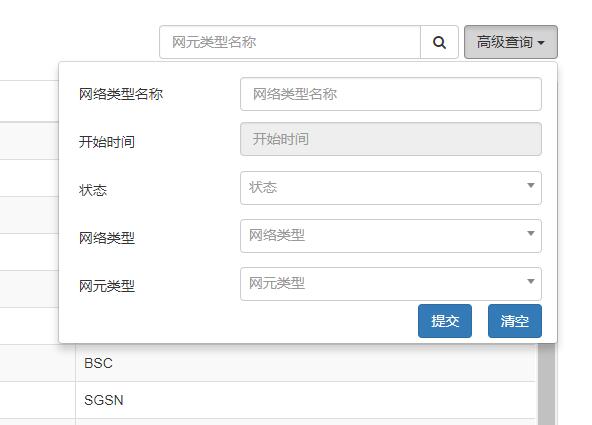 网元类型名称 高级查询
网络类型名称 网络类型名称
开始时间 开始时间
状态 状态
网络类型 网络类型
网元类型 网元类型
提交 清空
BSC
SGSN